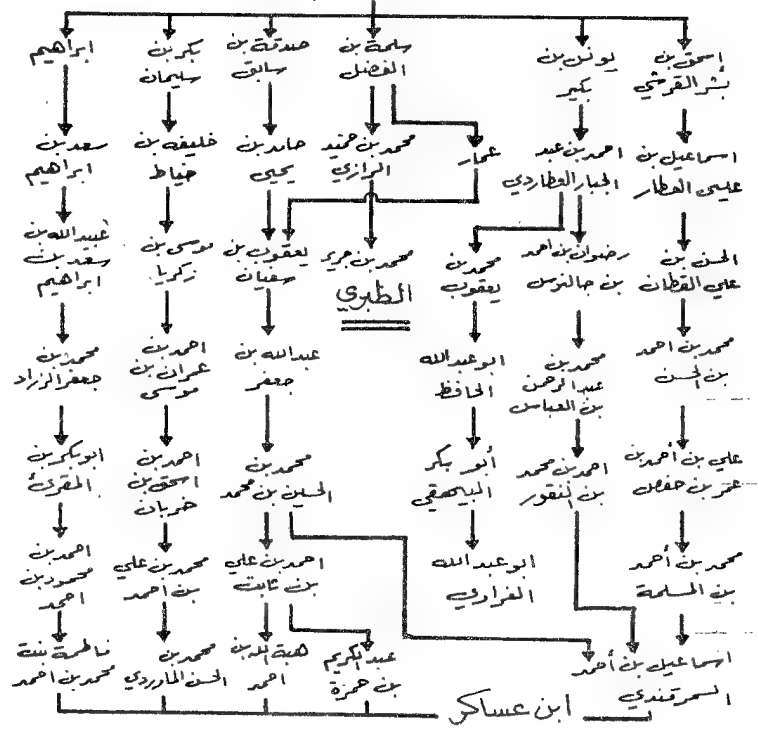 اسحق بن
بشر القرشي
يونس بن
بكير
سلمة بن
الفضل
صدقة بن
سابق
بكر بن
سليمان
ابراهيم
اسماعيل بن
عيسى العطار
احمد بن عبد
الجبار العطاردي
عمار
محمد بن حميد
الرازي
حامد بن
يحيى
خليفة بن
خياط
سعد بن
ابراهيم
الحسن بن
علي القطان
رضوان بن احمد
بن جالنوس
محمد بن
يعقوب
محمد بن جرير
الطبري
يعقوب بن
سفيان
موسى بن
زكريا
عبيد الله بن
سعد بن
ابراهيم
محمد بن احمد
بن الحسن
محمد بن
عبد الرحمن
بن العباس
ابو عبد الله
الحافظ
عبد الله بن
جعفر
احمد بن
عمران بن
موسى
محمد بن
جعفر الزراد
علي بن أحمد بن
عمر بن حفص
احمد بن محمد
بن النقور
أبو بكر
البيهقي
محمد بن
الحسين بن محمد
احمد بن
اسحق بن
خربان
ابو بكر بن
المقرئ
محمد بن أحمد
بن المسلمة
ابو عبد الله
الفراوي
احمد بن علي
بن ثابت
محمد بن علي
بن احمد
احمد بن
محمود بن
احمد
اسماعيل بن أحمد
السمرقندي
عبد الكريم
بن حمزة
هبة الله بن
احمد
محمد بن
الحسن الماوردي
فاطمة بنت
محمد بن احمد
ابن عساكر